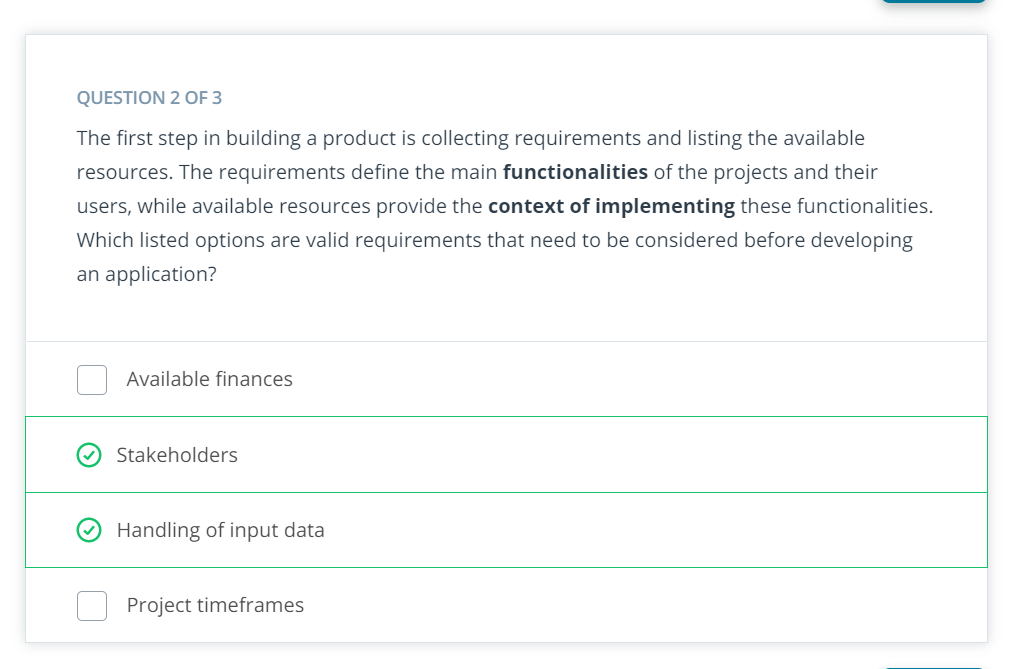 QUESTION 2 OF 3
The first step in building a product is collecting requirements and listing the available
resources. The requirements define the main functionalities of the projects and their
users, while available resources provide the context of implementing these functionalities.
Which listed options are valid requirements that need to be considered before developing
an application?
Available finances
Stakeholders
Handling of input data
Project timeframes